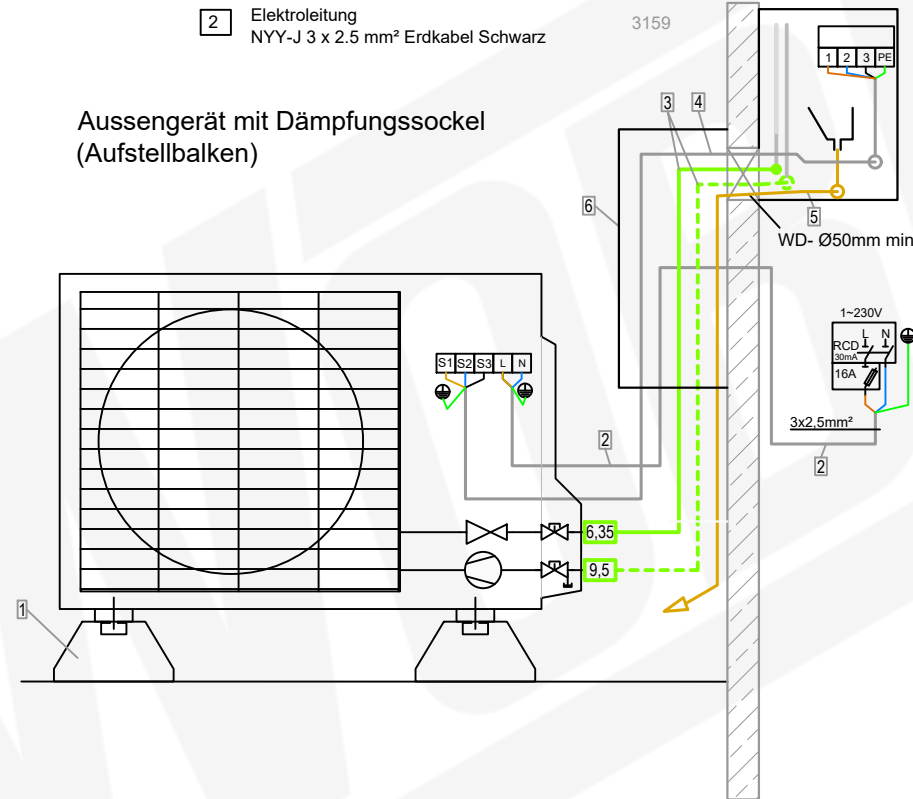 2 Elektroleitung
NYY-J 3 x 2.5 mm² Erdkabel Schwarz
3159
Aussengerät mit Dämpfungssockel
(Aufstellbalken)
1 2 3 PE
3 4
6
5
WD- Ø50mm min
1~230V
L N
RCD
30mA
16A
3x2,5mm²
2
S1 S2 S3 L N
2
6,35
9,5
1